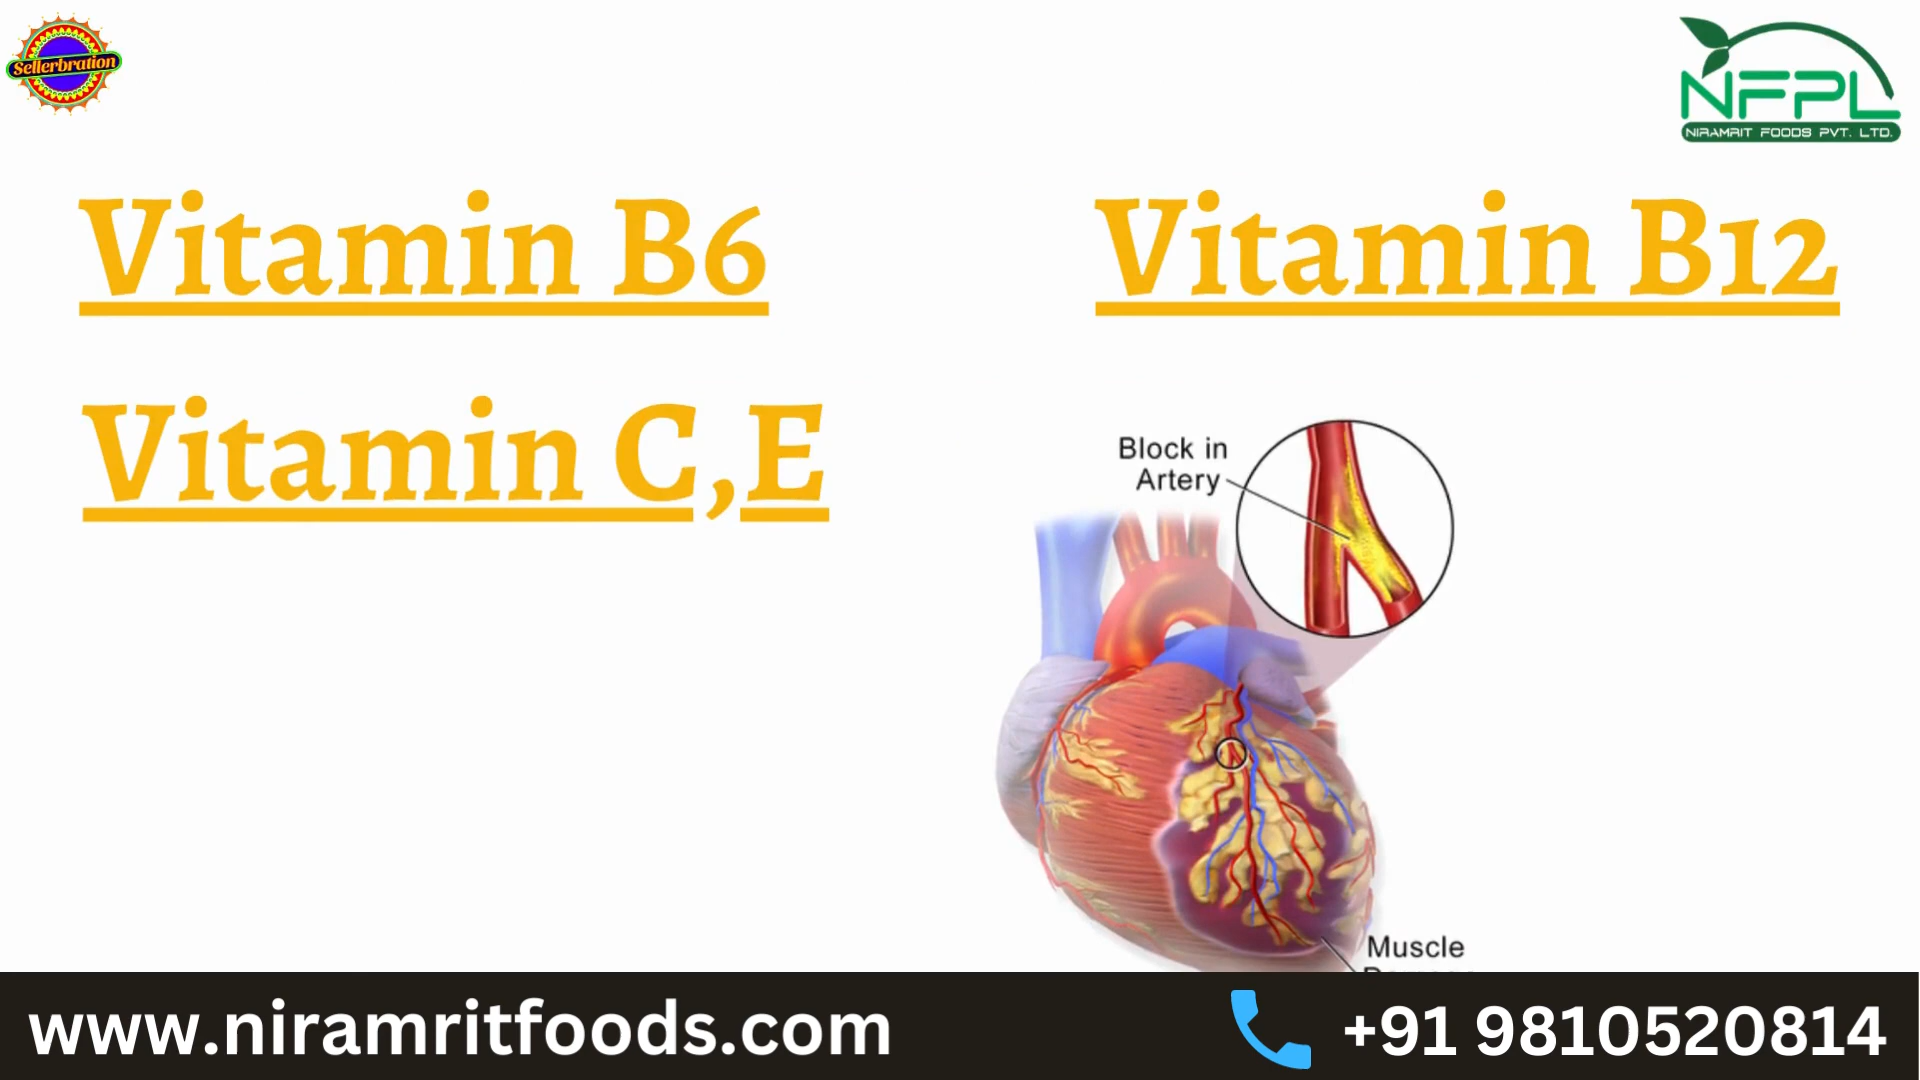 Sellerbration
NFPL
NIRAMRIT FOODS PVT. LTD.
Vitamin B6
Vitamin B12
Vitamin C,E
Block in
Artery
Muscle
www.niramritfoods.com
+91 9810520814